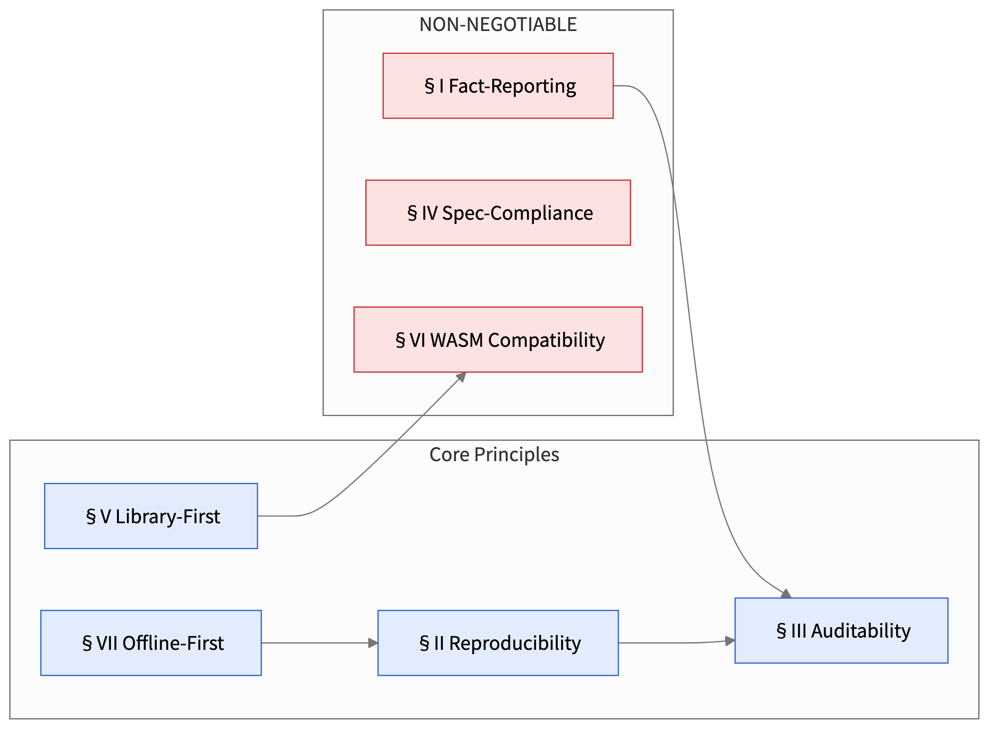 NON-NEGOTIABLE
§ I Fact-Reporting
§ IV Spec-Compliance
§ VI WASM Compatibility
Core Principles
§ V Library-First
§ VII Offline-First
§ II Reproducibility
§ III Auditability